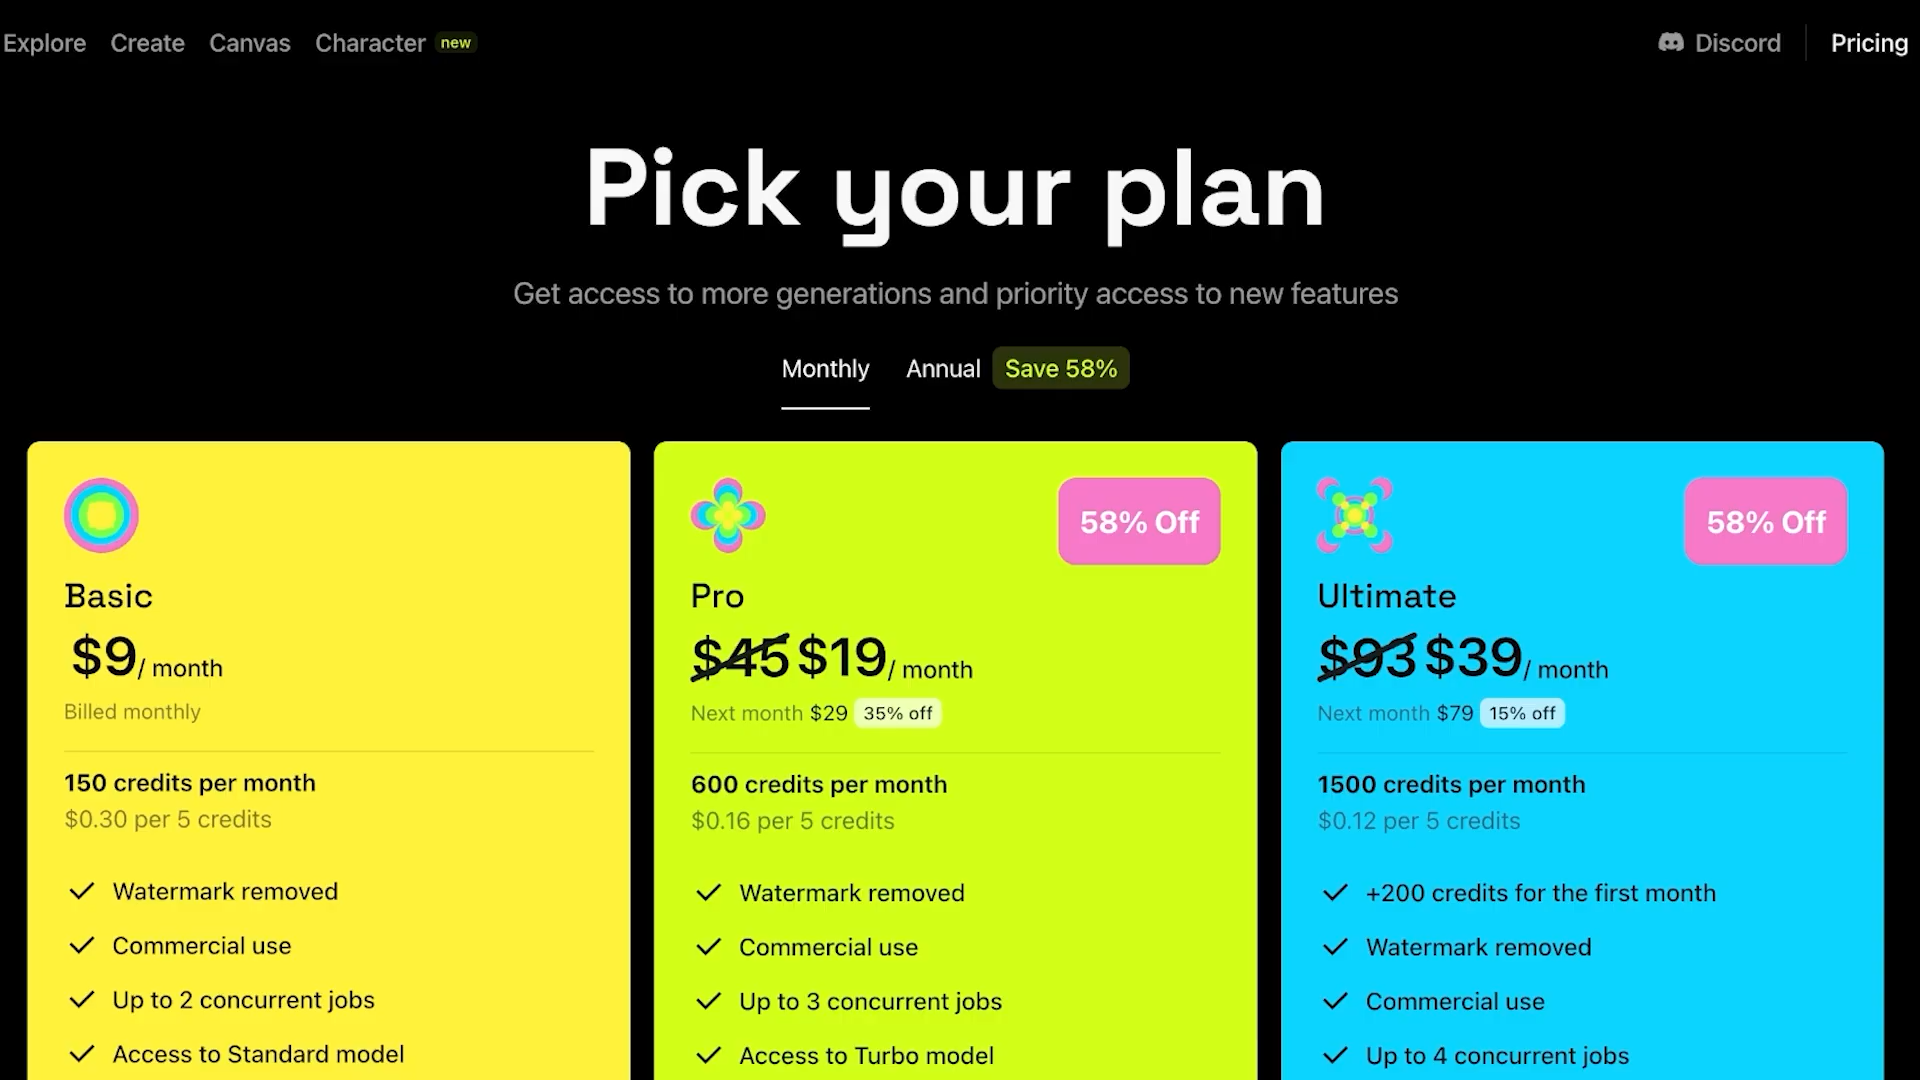 Explore Create Canvas Character new Discord Pricing
Pick your plan
Get access to more generations and priority access to new features
Monthly Annual Save 58%
Basic
$9/ month
Billed monthly
150 credits per month
$0.30 per 5 credits
Watermark removed
Commercial use
Up to 2 concurrent jobs
Access to Standard model
58% Off
Pro
$45 $19/ month
Next month $29 35% off
600 credits per month
$0.16 per 5 credits
Watermark removed
Commercial use
Up to 3 concurrent jobs
Access to Turbo model
58% Off
Ultimate
$93 $39/ month
Next month $79 15% off
1500 credits per month
$0.12 per 5 credits
+200 credits for the first month
Watermark removed
Commercial use
Up to 4 concurrent jobs